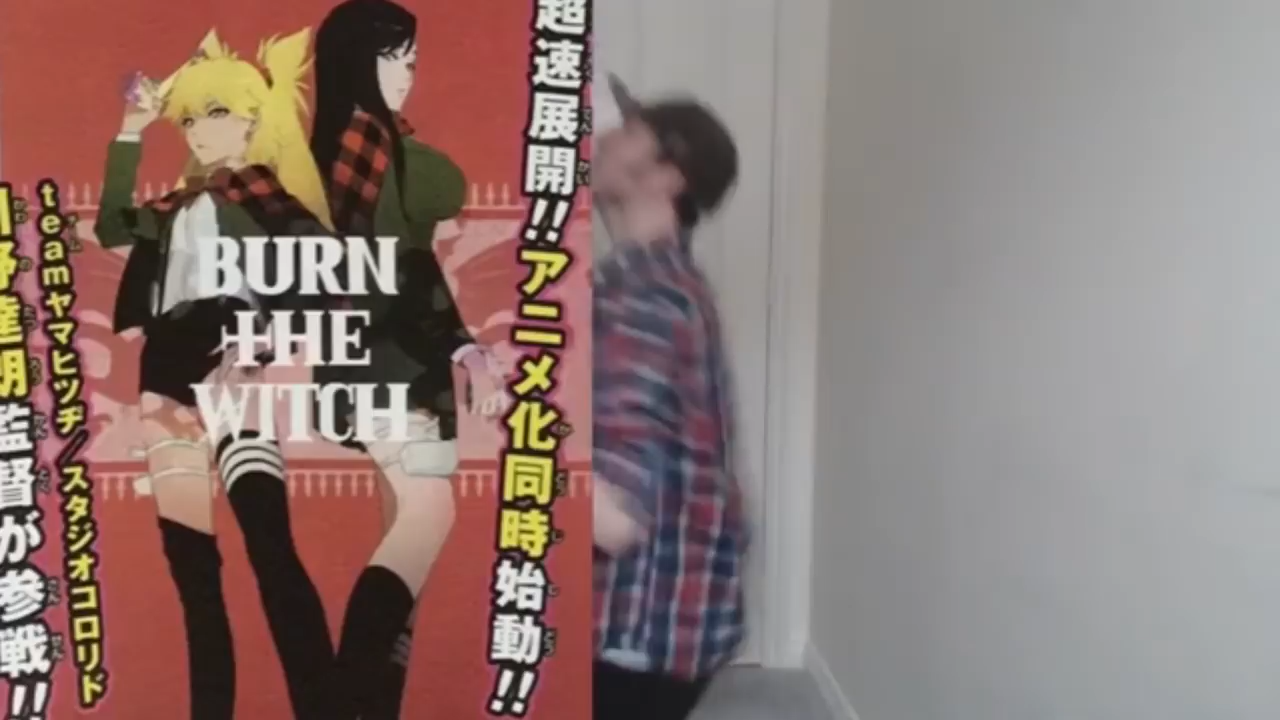 超速展開!!アニメ化同時始動!!
BURN
THE
WITCH
teamヤマヒツヂ/スタジオコロリド
川野達朗監督が参戦!!